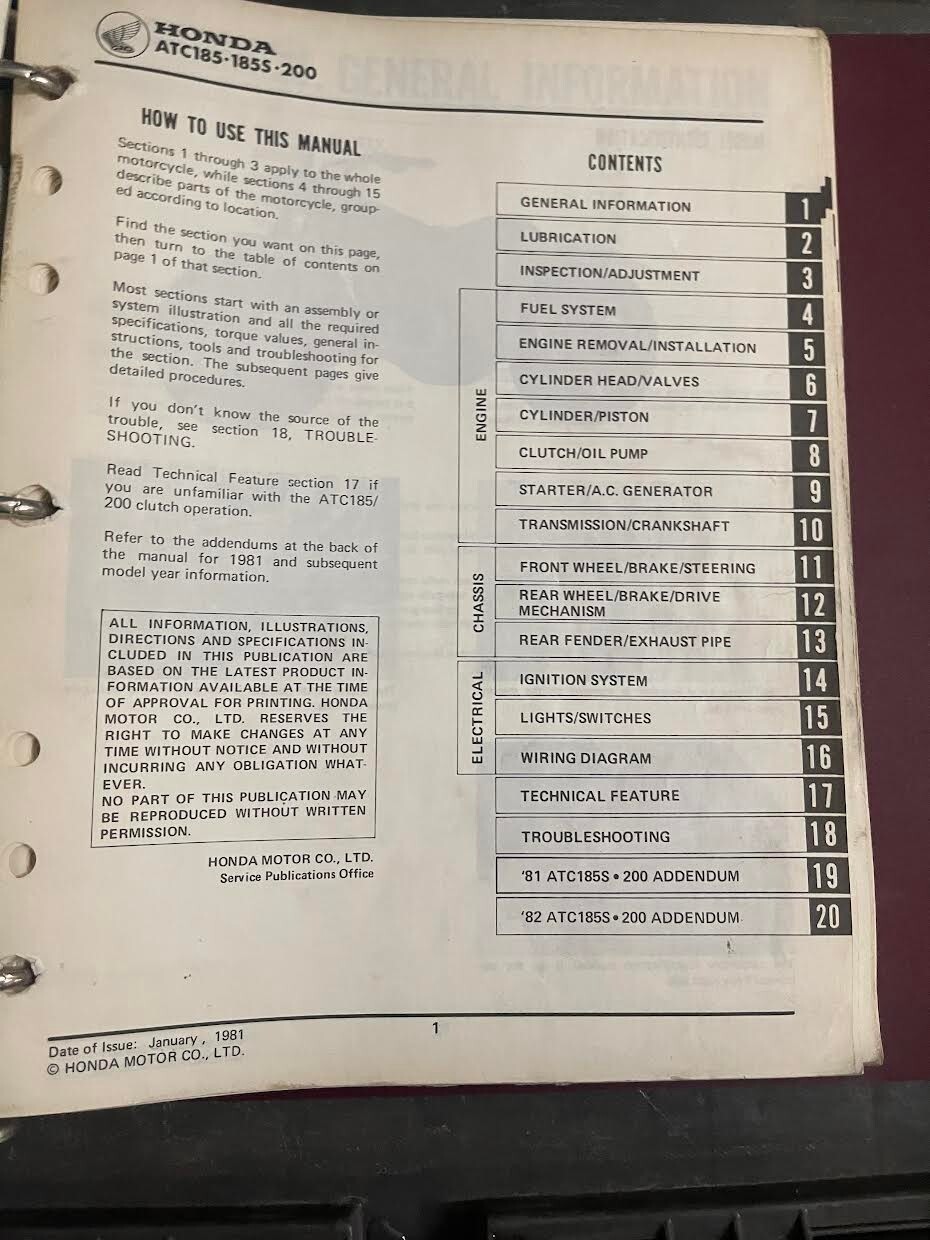 HONDA
ATC185·185S·200
HOW TO USE THIS MANUAL
Sections 1 through 3 apply to the whole
motorcycle, while sections 4 through 15
describe parts of the motorcycle, group-
ed according to location.
Find the section you want on this page,
then turn to the table of contents on
page 1 of that section.
Most sections start with an assembly or
system illustration and all the required
specifications, torque values, general in-
structions, tools and troubleshooting for
the section. The subsequent pages give
detailed procedures.
If you don't know the source of the
trouble, see section 18, TROUBLE-
SHOOTING.
Read Technical Feature section 17 if
you are unfamiliar with the ATC185/
200 clutch operation.
Refer to the addendums at the back of
the manual for 1981 and subsequent
model year information.
ALL INFORMATION, ILLUSTRATIONS,
DIRECTIONS AND SPECIFICATIONS IN-
CLUDED IN THIS PUBLICATION ARE
BASED ON THE LATEST PRODUCT IN-
FORMATION AVAILABLE AT THE TIME
OF APPROVAL FOR PRINTING. HONDA
MOTOR CO., LTD. RESERVES THE
RIGHT TO MAKE CHANGES AT ANY
TIME WITHOUT NOTICE AND WITHOUT
INCURRING ANY OBLIGATION WHAT-
EVER.
NO PART OF THIS PUBLICATION MAY
BE REPRODUCED WITHOUT WRITTEN
PERMISSION.
HONDA MOTOR CO., LTD.
Service Publications Office
CONTENTS
GENERAL INFORMATION 1
LUBRICATION 2
INSPECTION/ADJUSTMENT 3
ENGINE
FUEL SYSTEM 4
ENGINE REMOVAL/INSTALLATION 5
CYLINDER HEAD/VALVES 6
CYLINDER/PISTON 7
CLUTCH/OIL PUMP 8
STARTER/A.C. GENERATOR 9
TRANSMISSION/CRANKSHAFT 10
CHASSIS
FRONT WHEEL/BRAKE/STEERING 11
REAR WHEEL/BRAKE/DRIVE
MECHANISM 12
REAR FENDER/EXHAUST PIPE 13
ELECTRICAL
IGNITION SYSTEM 14
LIGHTS/SWITCHES 15
WIRING DIAGRAM 16
TECHNICAL FEATURE 17
TROUBLESHOOTING 18
'81 ATC185S•200 ADDENDUM 19
'82 ATC185S•200 ADDENDUM 20
Date of Issue: January, 1981
© HONDA MOTOR CO., LTD.
1